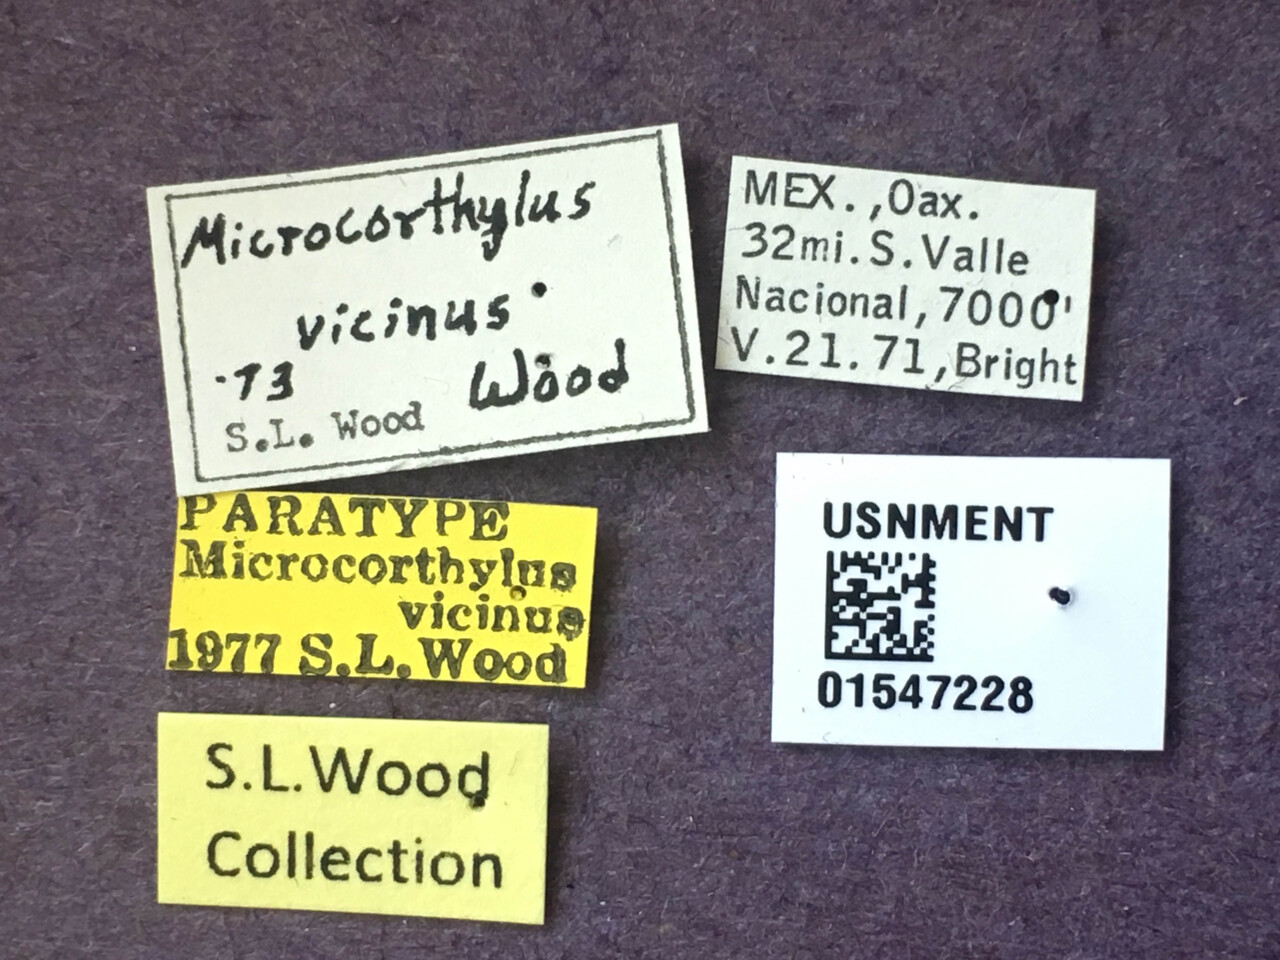 Microcorthylus
vicinus
'73 Wood
S.L. Wood
MEX.,Oax.
32mi.S.Valle
Nacional,7000'
V.21.71,Bright
PARATYPE
Microcorthylus
vicinus
1977 S.L. Wood
USNMENT
01547228
S.L.Wood
Collection